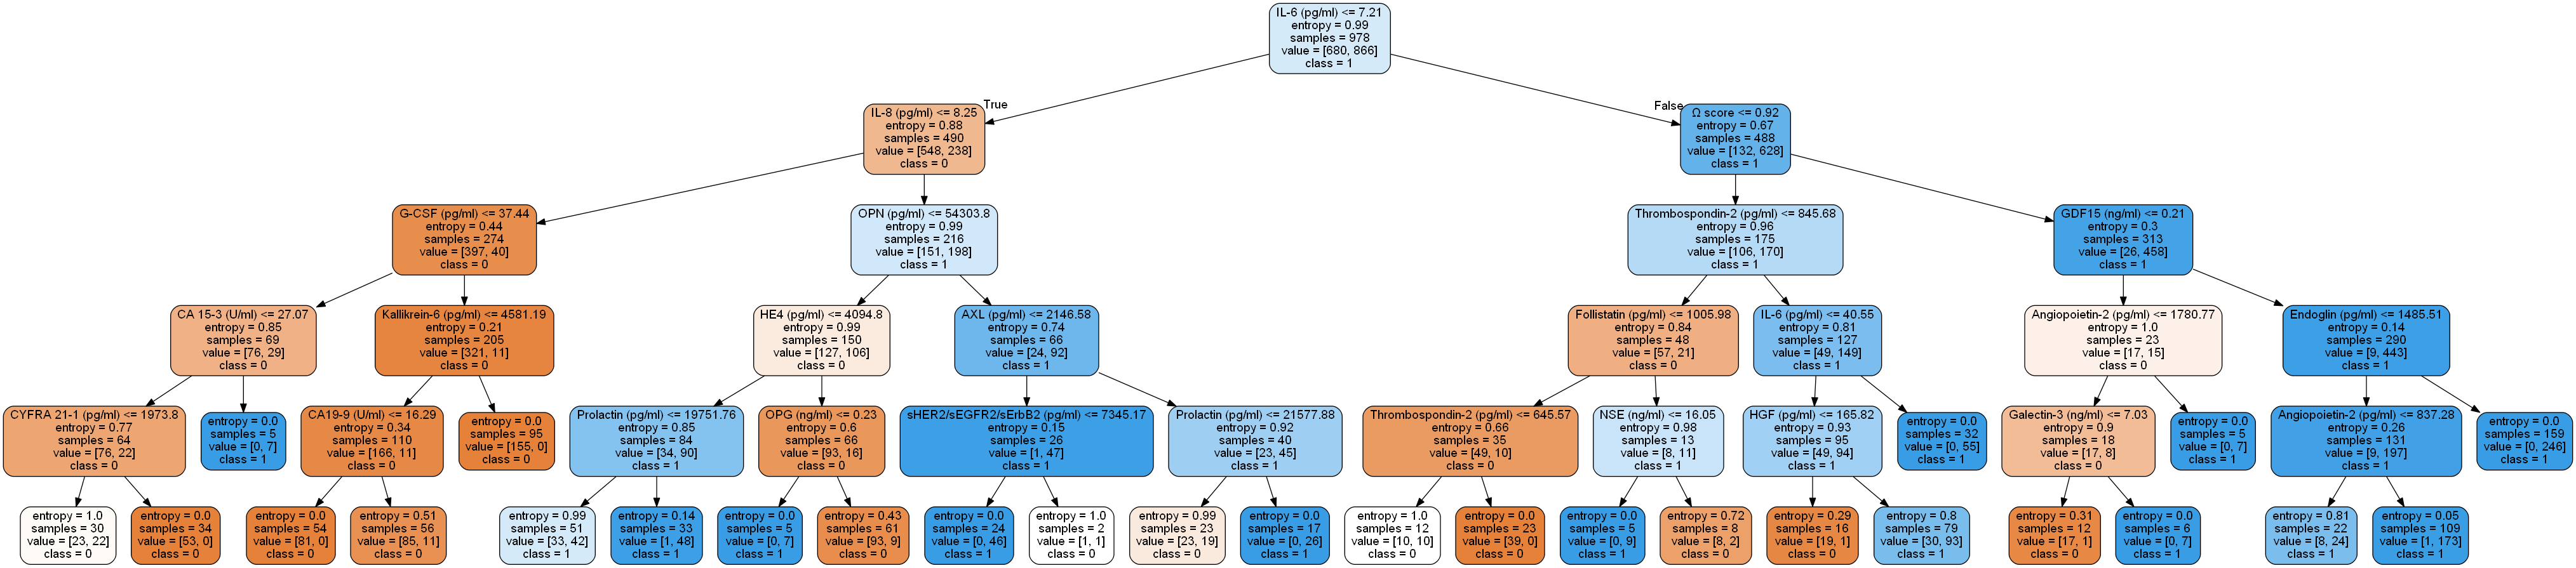 IL-6 (pg/ml) <= 7.21
entropy = 0.99
samples = 978
value = [680, 866]
class = 1
True
False
IL-8 (pg/ml) <= 8.25
entropy = 0.88
samples = 490
value = [548, 238]
class = 0
Ω score <= 0.92
entropy = 0.67
samples = 488
value = [132, 628]
class = 1
G-CSF (pg/ml) <= 37.44
entropy = 0.44
samples = 274
value = [397, 40]
class = 0
OPN (pg/ml) <= 54303.8
entropy = 0.99
samples = 216
value = [151, 198]
class = 1
Thrombospondin-2 (pg/ml) <= 845.68
entropy = 0.96
samples = 175
value = [106, 170]
class = 1
GDF15 (ng/ml) <= 0.21
entropy = 0.3
samples = 313
value = [26, 458]
class = 1
CA 15-3 (U/ml) <= 27.07
entropy = 0.85
samples = 69
value = [76, 29]
class = 0
Kallikrein-6 (pg/ml) <= 4581.19
entropy = 0.21
samples = 205
value = [321, 11]
class = 0
HE4 (pg/ml) <= 4094.8
entropy = 0.99
samples = 150
value = [127, 106]
class = 0
AXL (pg/ml) <= 2146.58
entropy = 0.74
samples = 66
value = [24, 92]
class = 1
Follistatin (pg/ml) <= 1005.98
entropy = 0.84
samples = 48
value = [57, 21]
class = 0
IL-6 (pg/ml) <= 40.55
entropy = 0.81
samples = 127
value = [49, 149]
class = 1
Angiopoietin-2 (pg/ml) <= 1780.77
entropy = 1.0
samples = 23
value = [17, 15]
class = 0
Endoglin (pg/ml) <= 1485.51
entropy = 0.14
samples = 290
value = [9, 443]
class = 1
CYFRA 21-1 (pg/ml) <= 1973.8
entropy = 0.77
samples = 64
value = [76, 22]
class = 0
entropy = 0.0
samples = 5
value = [0, 7]
class = 1
CA19-9 (U/ml) <= 16.29
entropy = 0.34
samples = 110
value = [166, 11]
class = 0
entropy = 0.0
samples = 95
value = [155, 0]
class = 0
Prolactin (pg/ml) <= 19751.76
entropy = 0.85
samples = 84
value = [34, 90]
class = 1
OPG (ng/ml) <= 0.23
entropy = 0.6
samples = 66
value = [93, 16]
class = 0
sHER2/sEGFR2/sErbB2 (pg/ml) <= 7345.17
entropy = 0.15
samples = 26
value = [1, 47]
class = 1
Prolactin (pg/ml) <= 21577.88
entropy = 0.92
samples = 40
value = [23, 45]
class = 1
Thrombospondin-2 (pg/ml) <= 645.57
entropy = 0.66
samples = 35
value = [49, 10]
class = 0
NSE (ng/ml) <= 16.05
entropy = 0.98
samples = 13
value = [8, 11]
class = 1
HGF (pg/ml) <= 165.82
entropy = 0.93
samples = 95
value = [49, 94]
class = 1
entropy = 0.0
samples = 32
value = [0, 55]
class = 1
Galectin-3 (ng/ml) <= 7.03
entropy = 0.9
samples = 18
value = [17, 8]
class = 0
entropy = 0.0
samples = 5
value = [0, 7]
class = 1
Angiopoietin-2 (pg/ml) <= 837.28
entropy = 0.26
samples = 131
value = [9, 197]
class = 1
entropy = 0.0
samples = 159
value = [0, 246]
class = 1
entropy = 1.0
samples = 30
value = [23, 22]
class = 0
entropy = 0.0
samples = 34
value = [53, 0]
class = 0
entropy = 0.0
samples = 54
value = [81, 0]
class = 0
entropy = 0.51
samples = 56
value = [85, 11]
class = 0
entropy = 0.99
samples = 51
value = [33, 42]
class = 1
entropy = 0.14
samples = 33
value = [1, 48]
class = 1
entropy = 0.0
samples = 5
value = [0, 7]
class = 1
entropy = 0.43
samples = 61
value = [93, 9]
class = 0
entropy = 0.0
samples = 24
value = [0, 46]
class = 1
entropy = 1.0
samples = 2
value = [1, 1]
class = 0
entropy = 0.99
samples = 23
value = [23, 19]
class = 0
entropy = 0.0
samples = 17
value = [0, 26]
class = 1
entropy = 1.0
samples = 12
value = [10, 10]
class = 0
entropy = 0.0
samples = 23
value = [39, 0]
class = 0
entropy = 0.0
samples = 5
value = [0, 9]
class = 1
entropy = 0.72
samples = 8
value = [8, 2]
class = 0
entropy = 0.29
samples = 16
value = [19, 1]
class = 0
entropy = 0.8
samples = 79
value = [30, 93]
class = 1
entropy = 0.31
samples = 12
value = [17, 1]
class = 0
entropy = 0.0
samples = 6
value = [0, 7]
class = 1
entropy = 0.81
samples = 22
value = [8, 24]
class = 1
entropy = 0.05
samples = 109
value = [1, 173]
class = 1